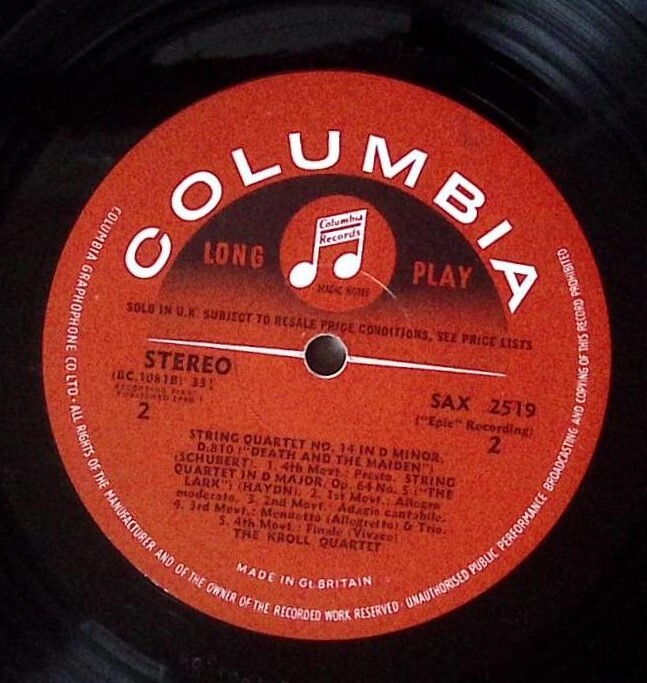 COLUMBIA
Columbia
Records
MAGIC NOTES
LONG PLAY
SOLD IN U.K. SUBJECT TO RESALE PRICE CONDITIONS, SEE PRICE LISTS
STEREO
(BC.1081B) 33⅓
RECORDING FIRST
PUBLISHED
2
SAX 2519
("Epic" Recording)
2
STRING QUARTET NO. 14 IN D MINOR,
D.810 ("DEATH AND THE MAIDEN")
(SCHUBERT). 1. 4th Movt.: Presto. STRING
QUARTET IN D MAJOR, Op. 64 No. 5 ("THE
LARK") (HAYDN). 2. 1st Movt.: Allegro
moderato. 3. 2nd Movt.: Adagio cantabile.
4. 3rd Movt.: Menuetto (Allegretto) & Trio.
5. 4th Movt.: Finale (Vivace)
THE KROLL QUARTET
MADE IN Gt. BRITAIN
COLUMBIA GRAPHOPHONE CO. LTD · ALL RIGHTS OF THE MANUFACTURER AND OF THE OWNER OF THE RECORDED WORK RESERVED · UNAUTHORISED PUBLIC PERFORMANCE BROADCASTING AND COPYING OF THIS RECORD PROHIBITED